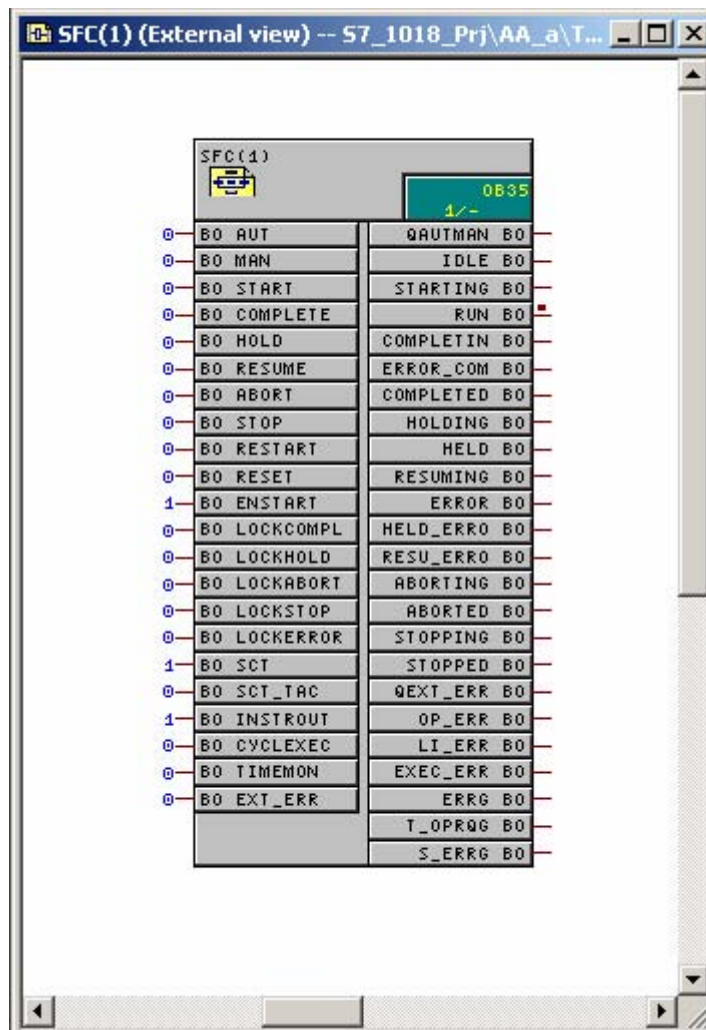 SFC(1) (External view) -- S7_1018_Prj\AA_a\T...
SFC(1)
OB35
1/-
0 BO AUT QAUTMAN BO
0 BO MAN IDLE BO
0 BO START STARTING BO
0 BO COMPLETE RUN BO
0 BO HOLD COMPLETIN BO
0 BO RESUME ERROR_COM BO
0 BO ABORT COMPLETED BO
0 BO STOP HOLDING BO
0 BO RESTART HELD BO
0 BO RESET RESUMING BO
1 BO ENSTART ERROR BO
0 BO LOCKCOMPL HELD_ERRO BO
0 BO LOCKHOLD RESU_ERRO BO
0 BO LOCKABORT ABORTING BO
0 BO LOCKSTOP ABORTED BO
0 BO LOCKERROR STOPPING BO
1 BO SCT STOPPED BO
0 BO SCT_TAC QEXT_ERR BO
1 BO INSTROUT OP_ERR BO
0 BO CYCLEXEC LI_ERR BO
0 BO TIMEMON EXEC_ERR BO
0 BO EXT_ERR ERRG BO
T_OPRQG BO
S_ERRG BO